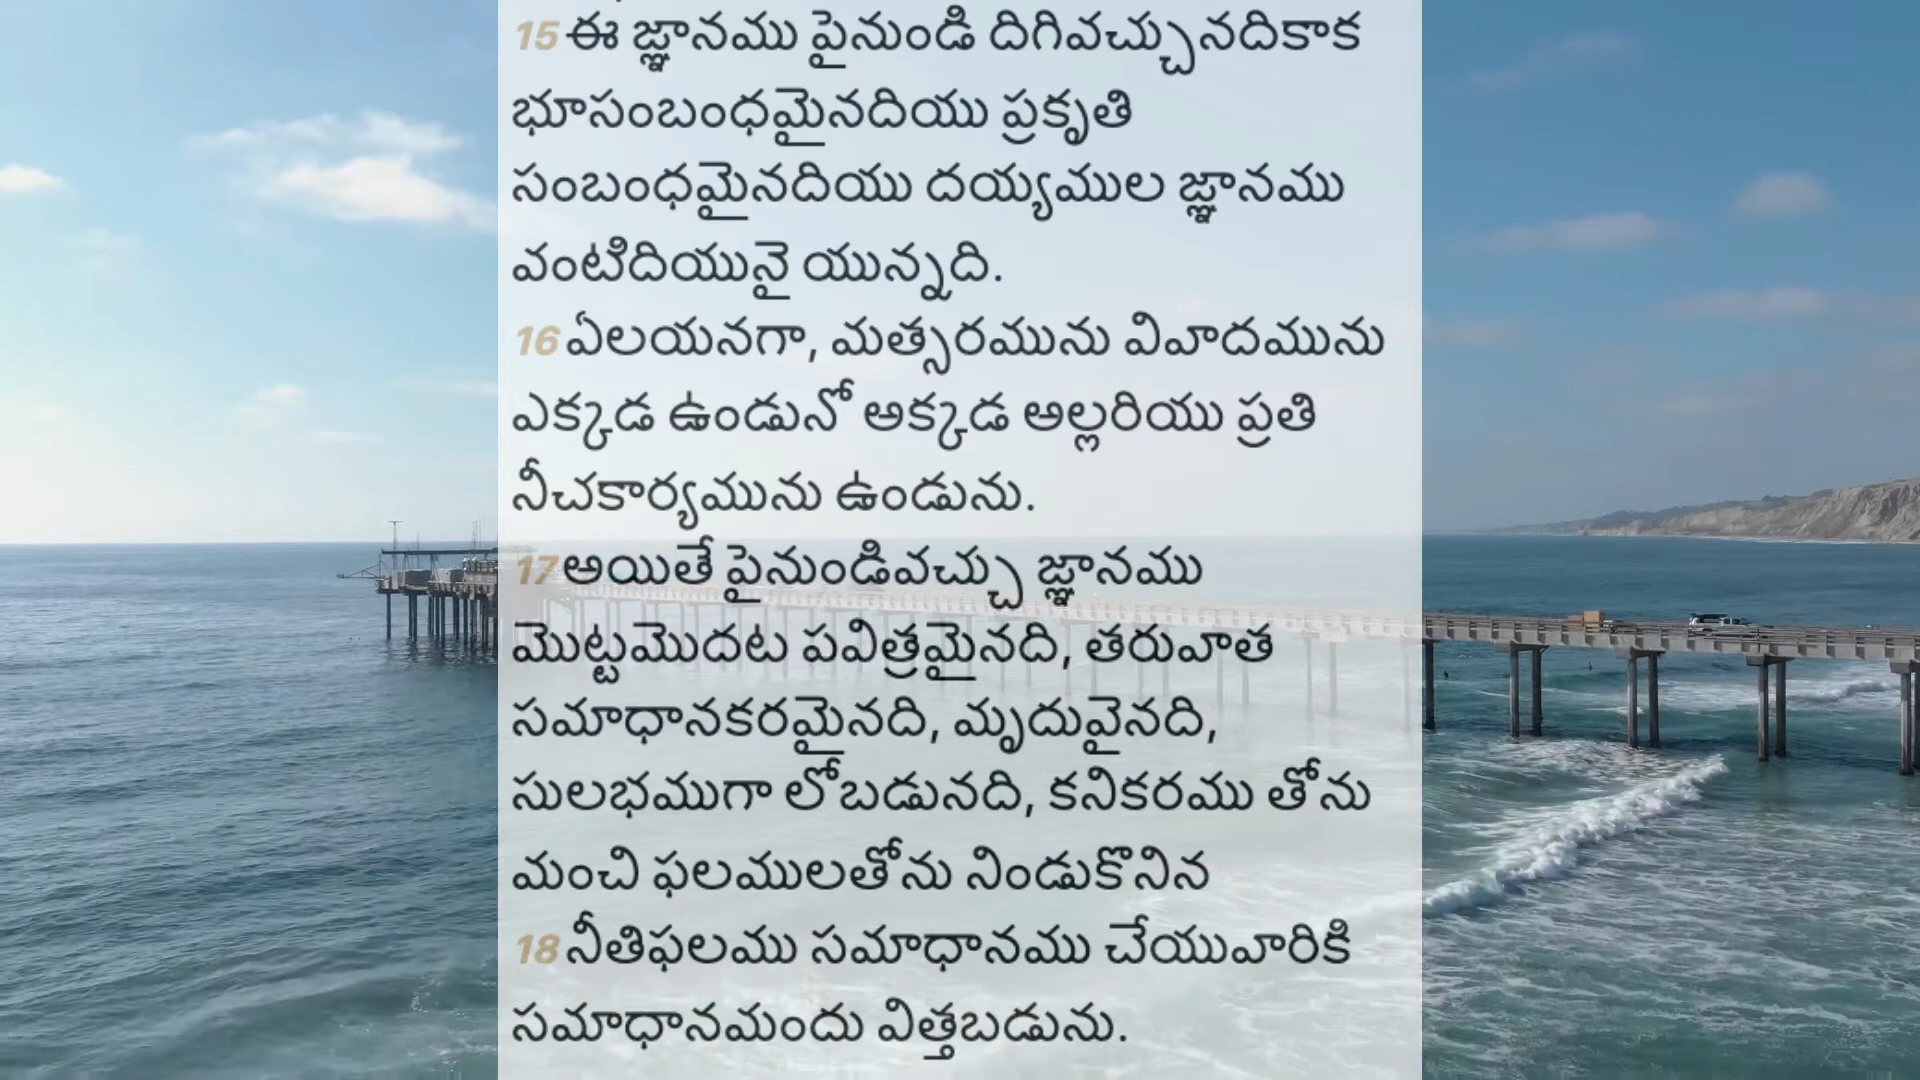 15 ఈ జ్ఞానము పైనుండి దిగివచ్చునదికాక
భూసంబంధమైనదియు ప్రకృతి
సంబంధమైనదియు దయ్యముల జ్ఞానము
వంటిదియునై యున్నది.
16 ఏలయనగా, మత్సరమును వివాదమును
ఎక్కడ ఉండునో అక్కడ అల్లరియు ప్రతి
నీచకార్యమును ఉండును.
17 అయితే పైనుండివచ్చు జ్ఞానము
మొట్టమొదట పవిత్రమైనది, తరువాత
సమాధానకరమైనది, మృదువైనది,
సులభముగా లోబడునది, కనికరము తోను
మంచి ఫలములతోను నిండుకొనిన
18 నీతిఫలము సమాధానము చేయువారికి
సమాధానమందు విత్తబడును.